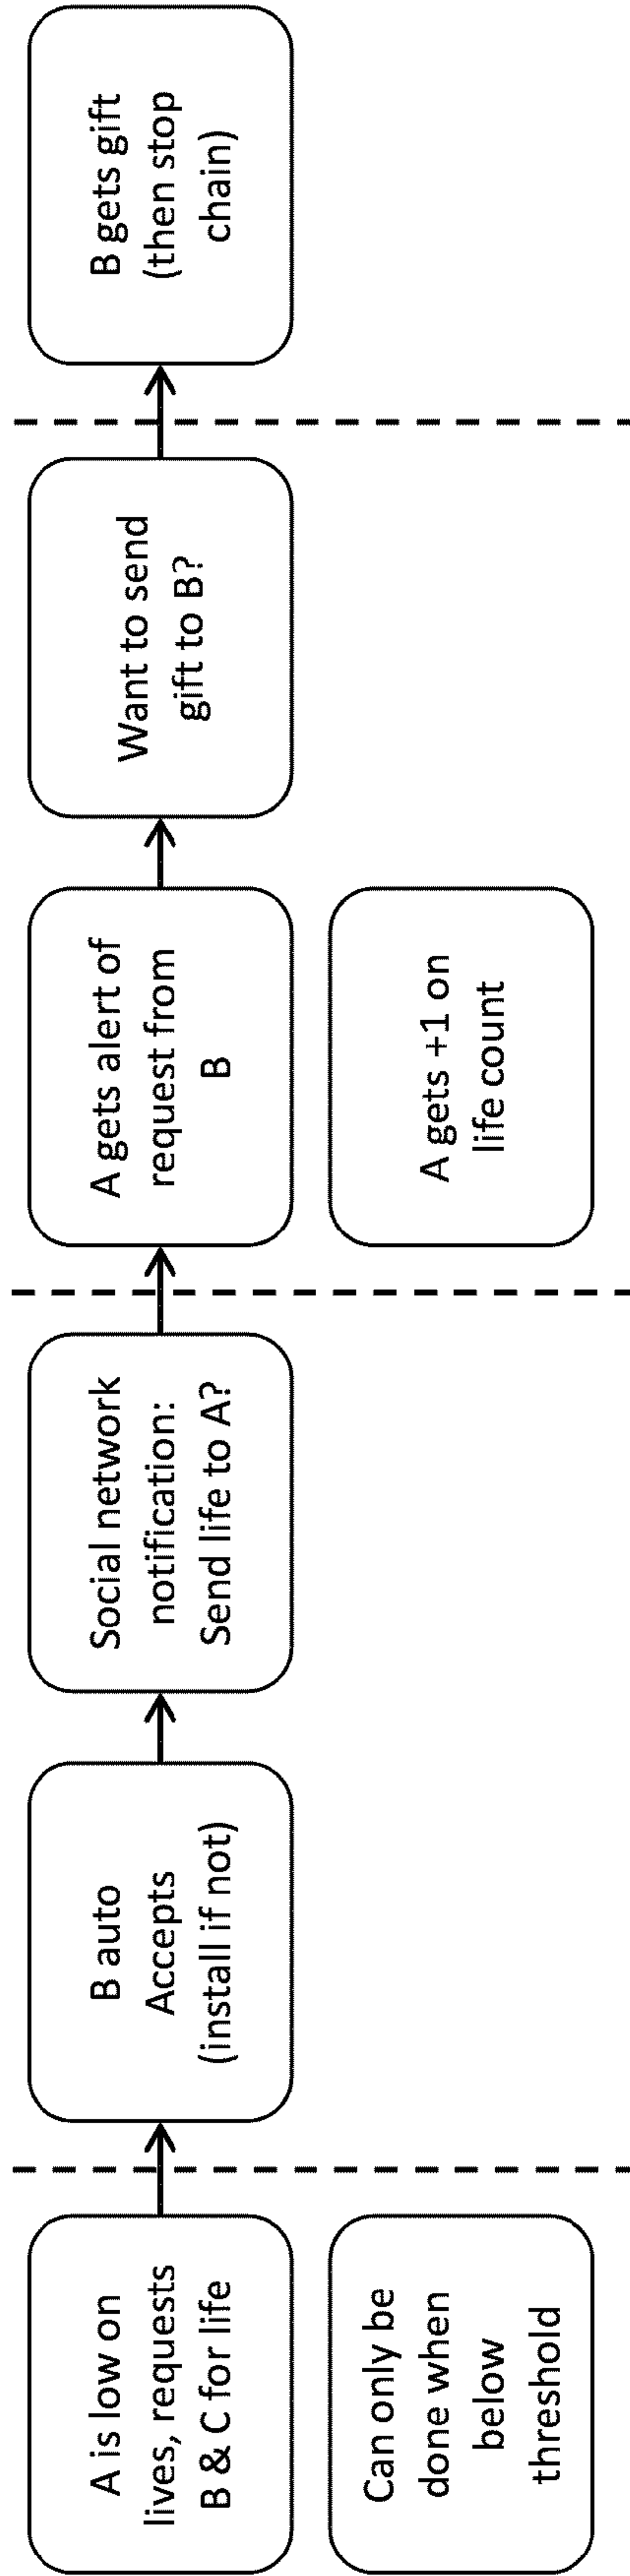 A is low on
lives, requests
B & C for life
Can only be
done when
below
threshold
B auto
Accepts
(install if not)
Social network
notification:
Send life to A?
A gets alert of
request from
B
A gets +1 on
life count
Want to send
gift to B?
B gets gift
(then stop
chain)